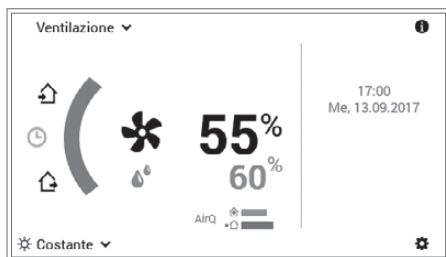 Ventilazione
17:00
Me, 13.09.2017
55%
60%
AirQ
Costante